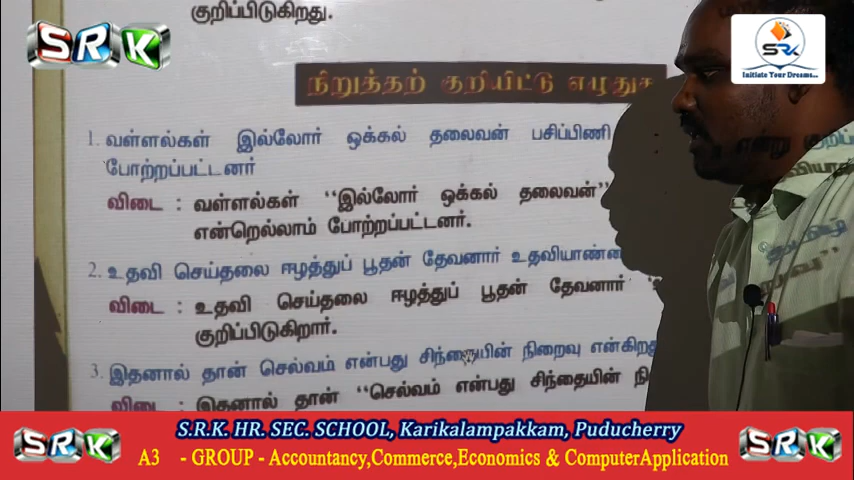 குறிப்பிடுகிறது.
SRK
SRK
Initiate Your Dreams...
நிறுத்தற் குறியிட்டு எழுதுக
1. வள்ளல்கள் இல்லோர் ஒக்கல் தலைவன் பசிப்பிணி
போற்றப்பட்டனர்
விடை : வள்ளல்கள் “இல்லோர் ஒக்கல் தலைவன்”
என்றெல்லாம் போற்றப்பட்டனர்.
2. உதவி செய்தலை ஈழத்துப் பூதன் தேவனார்
விடை : உதவி செய்தலை ஈழத்துப் பூதன் தேவனார்
குறிப்பிடுகிறார்.
3. இதனால் தான் செல்வம் என்பது சிந்தையின் நிறைவு என்கிறது
விடை : இதனால் தான் “செல்வம் என்பது சிந்தையின்
S.R.K. HR. SEC. SCHOOL, Karikalampakkam, Puducherry
SRK A3 - GROUP - Accountancy,Commerce,Economics & ComputerApplication SRK